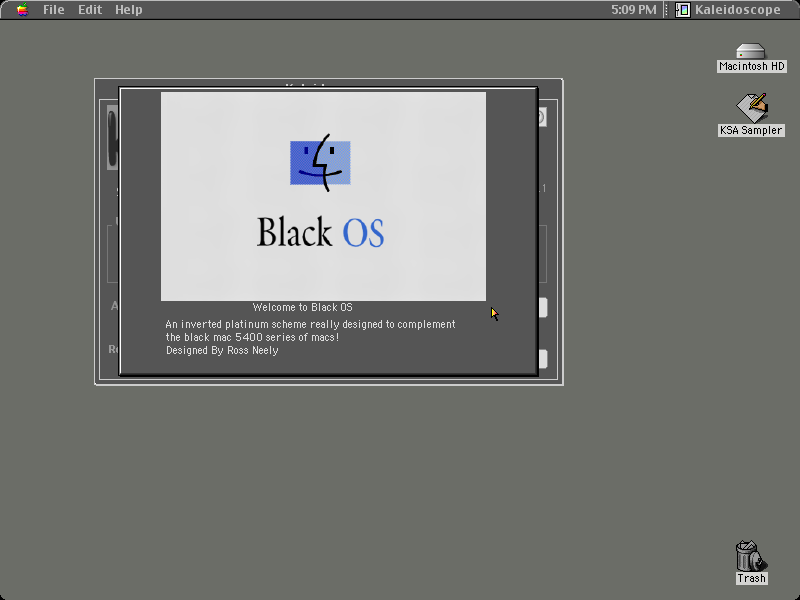 File Edit Help
5:09 PM
Kaleidoscope
Macintosh HD
KSA Sampler
Black OS
Welcome to Black OS
An inverted platinum scheme really designed to complement
the black mac 5400 series of macs!
Designed By Ross Neely
Trash